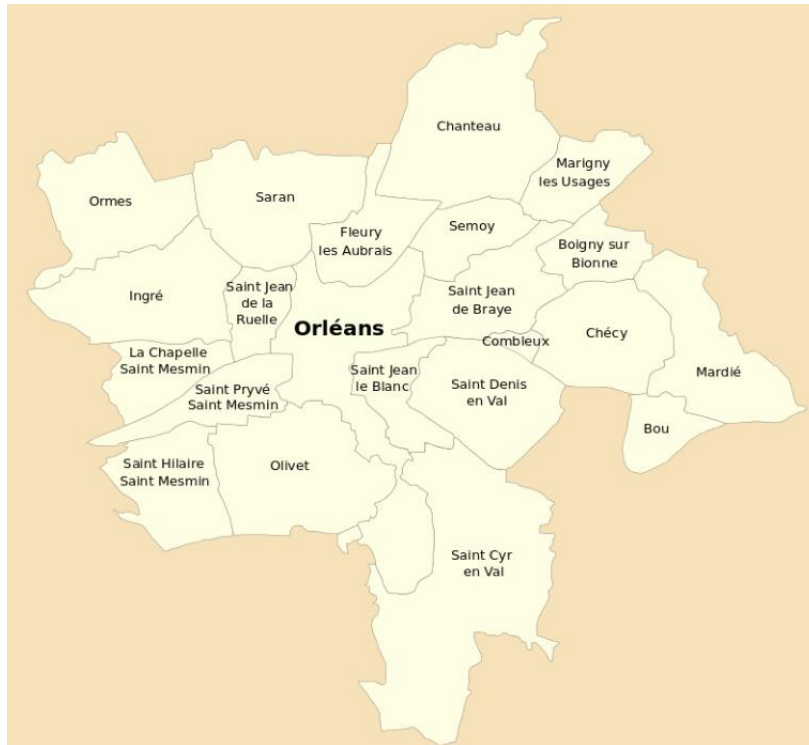 Chanteau
Marigny
les Usages
Ormes
Saran
Semoy
Fleury
les Aubrais
Boigny sur
Bionne
Ingré
Saint Jean
de la
Ruelle
Saint Jean
de Braye
Orléans
Combleux
Chécy
La Chapelle
Saint Mesmin
Saint Jean
le Blanc
Mardié
Saint Pryvé
Saint Mesmin
Saint Denis
en Val
Bou
Saint Hilaire
Saint Mesmin
Olivet
Saint Cyr
en Val